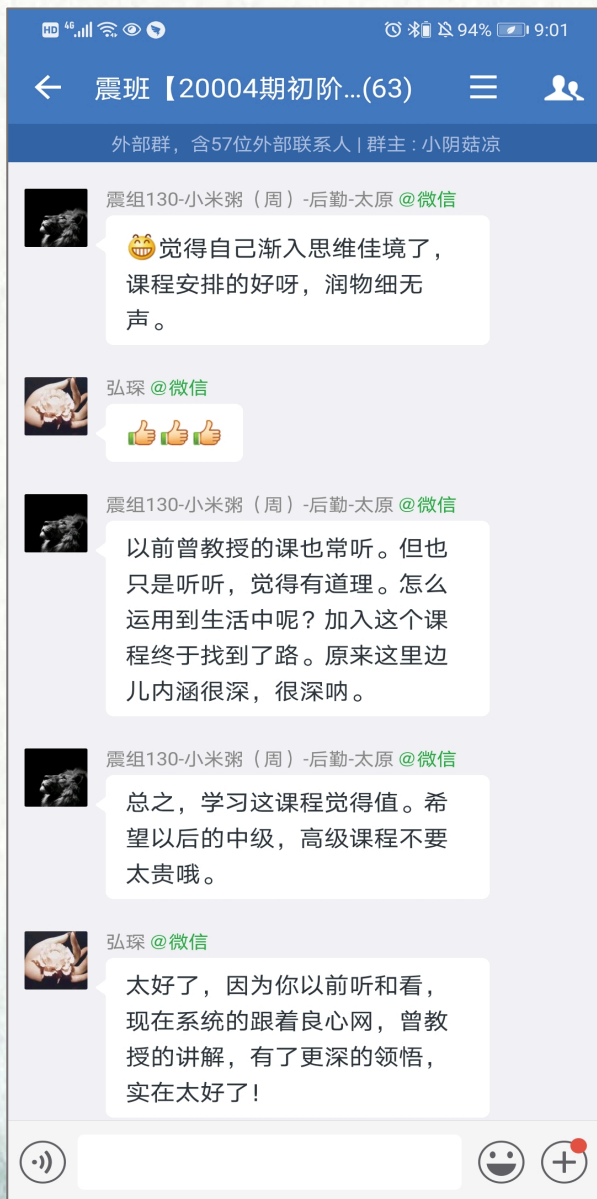 HD 4G 94% 9:01
震班【20004期初阶...(63)
外部群，含57位外部联系人 | 群主：小阴菇凉
震组130-小米粥（周）-后勤-太原 @微信
觉得自己渐入思维佳境了，
课程安排的好呀，润物细无
声。
弘琛 @微信
震组130-小米粥（周）-后勤-太原 @微信
以前曾教授的课也常听。但也
只是听听，觉得有道理。怎么
运用到生活中呢？加入这个课
程终于找到了路。原来这里边
儿内涵很深，很深呐。
震组130-小米粥（周）-后勤-太原 @微信
总之，学习这课程觉得值。希
望以后的中级，高级课程不要
太贵哦。
弘琛 @微信
太好了，因为你以前听和看，
现在系统的跟着良心网，曾教
授的讲解，有了更深的领悟，
实在太好了！